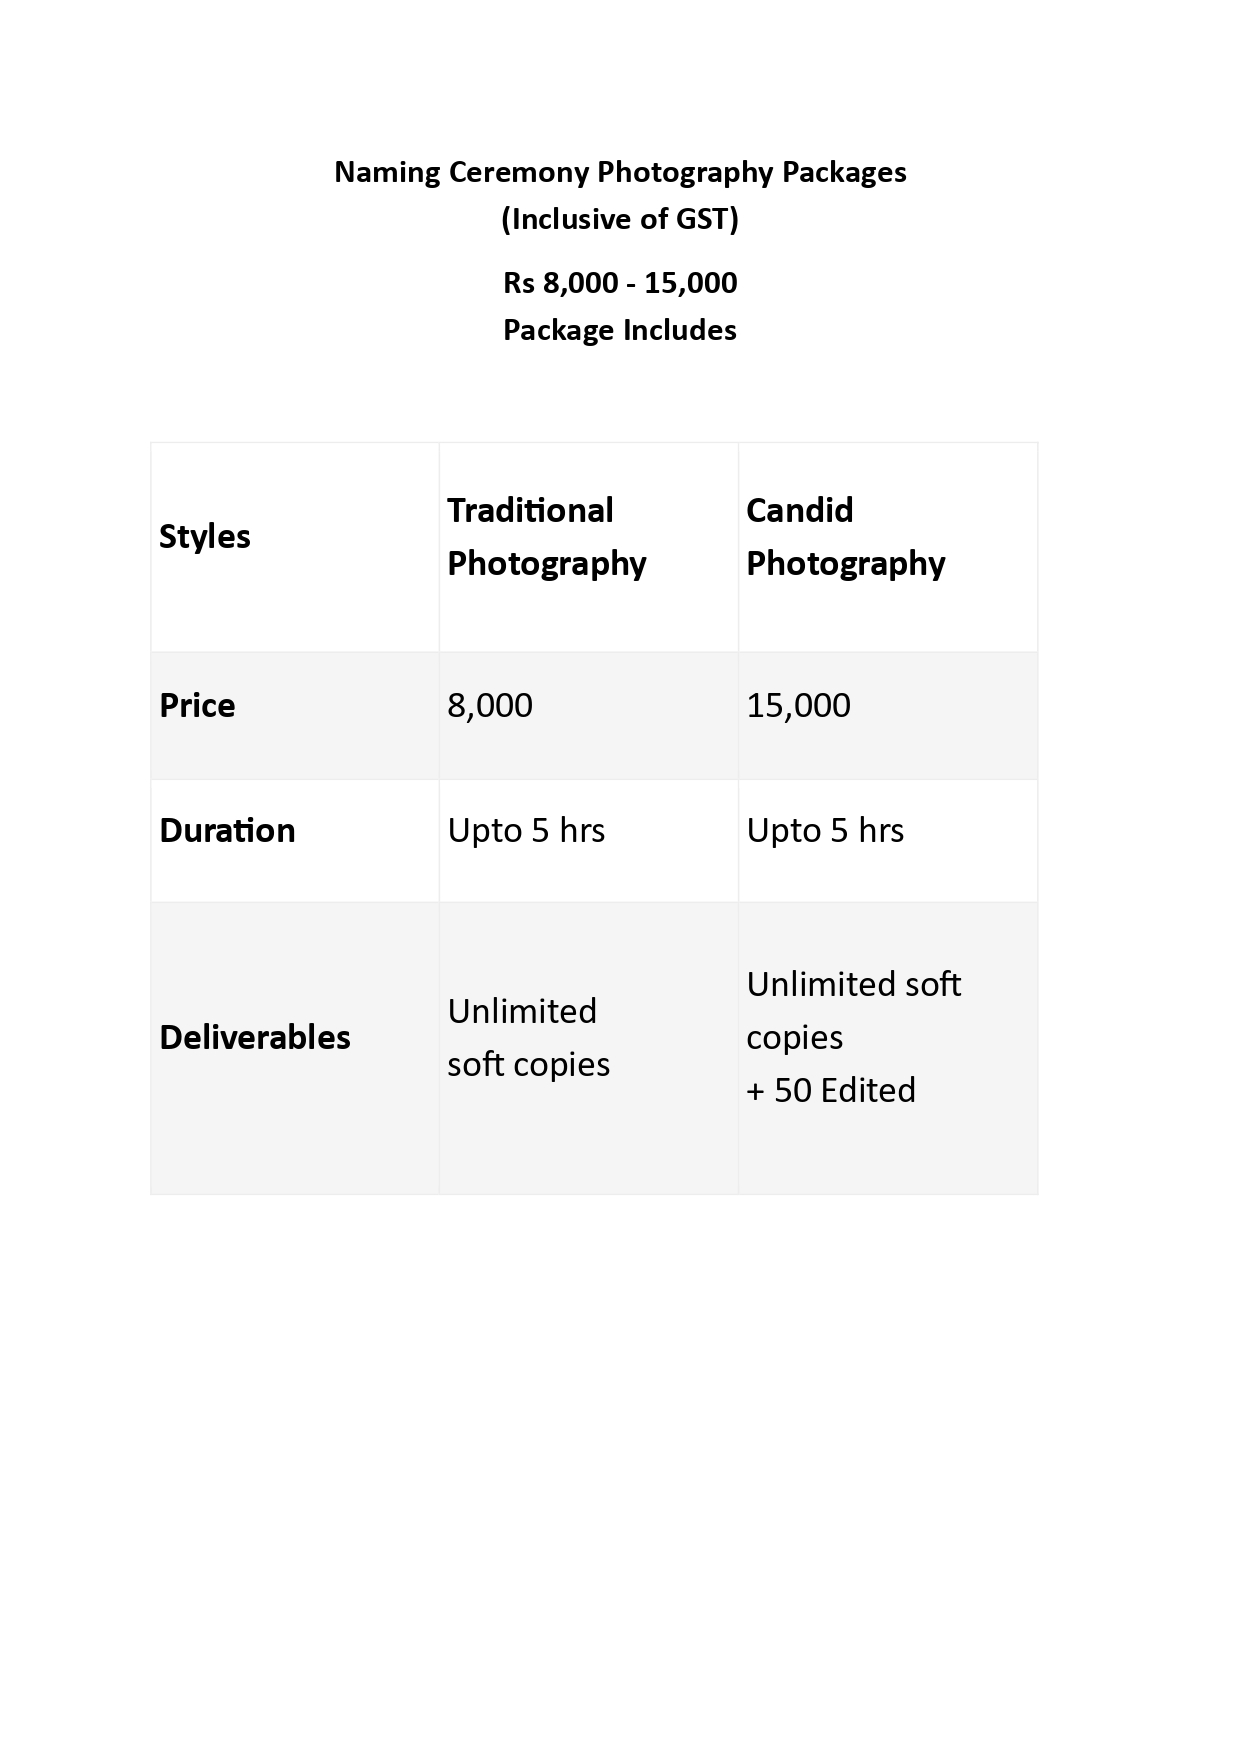 Naming Ceremony Photography Packages
(Inclusive of GST)
Rs 8,000 - 15,000
Package Includes
Styles
Traditional
Photography
Candid
Photography
Price
8,000
15,000
Duration
Upto 5 hrs
Upto 5 hrs
Deliverables
Unlimited
soft copies
Unlimited soft
copies
+ 50 Edited